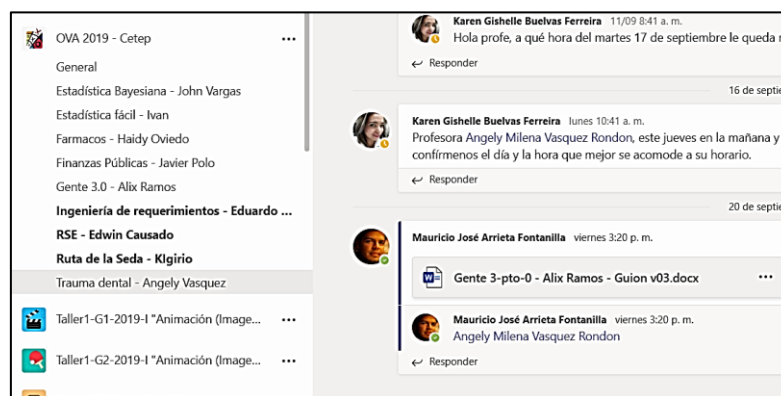 OVA 2019 - Cetep
General
Estadística Bayesiana - John Vargas
Estadística fácil - Ivan
Farmacos - Haidy Oviedo
Finanzas Públicas - Javier Polo
Gente 3.0 - Alix Ramos
Ingeniería de requerimientos - Eduardo ...
RSE - Edwin Causado
Ruta de la Seda - Klgirio
Trauma dental - Angely Vasquez
Taller1-G1-2019-I "Animación (Image...
Taller1-G2-2019-I "Animación (Image...
Karen Gishelle Buelvas Ferreira 11/09 8:41 a. m.
Hola profe, a qué hora del martes 17 de septiembre le queda
Responder
16 de septie
Karen Gishelle Buelvas Ferreira lunes 10:41 a. m.
Profesora Angely Milena Vasquez Rondon, este jueves en la mañana y
confírmenos el día y la hora que mejor se acomode a su horario.
Responder
20 de septie
Mauricio José Arrieta Fontanilla viernes 3:20 p. m.
Gente 3-pto-0 - Alix Ramos - Guion v03.docx
Mauricio José Arrieta Fontanilla viernes 3:20 p. m.
Angely Milena Vasquez Rondon
Responder